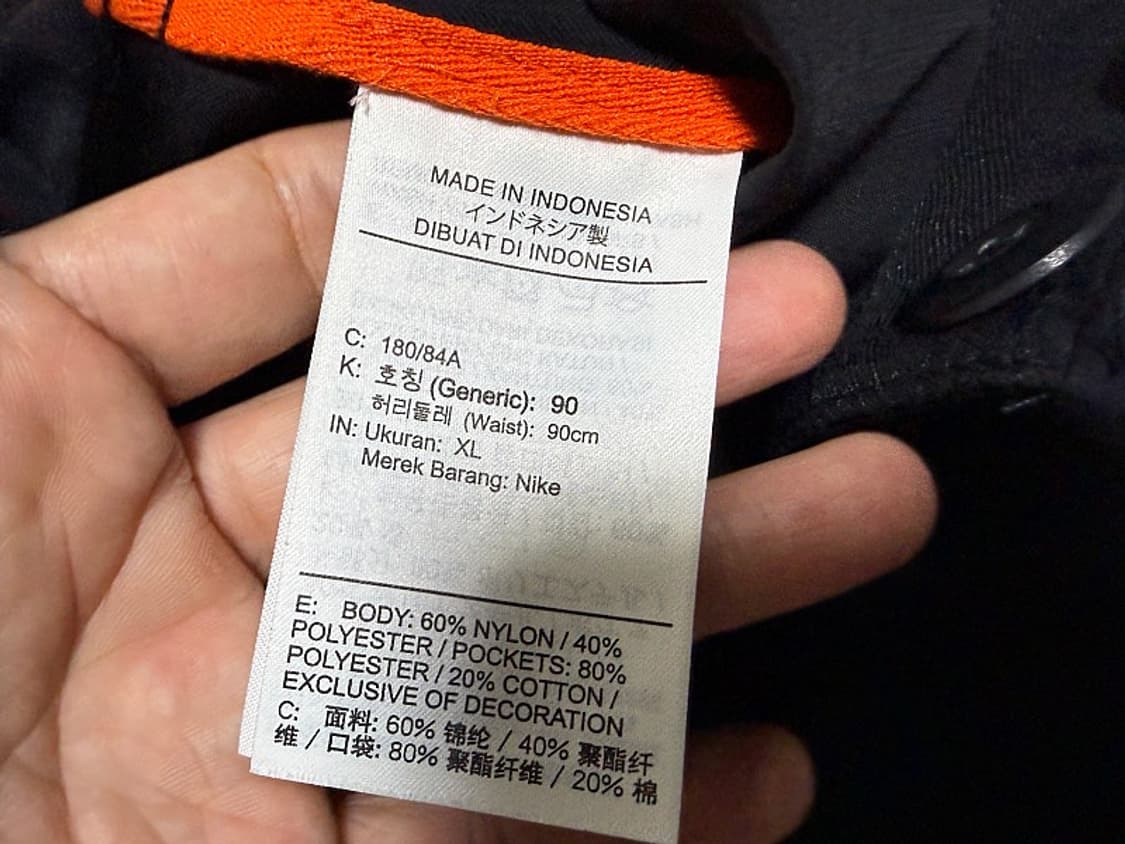 MADE IN INDONESIA
インドネシア製
DIBUAT DI INDONESIA
C: 180/84A
K: 호칭 (Generic): 90
허리둘레 (Waist): 90cm
IN: Ukuran: XL
Merek Barang: Nike
E: BODY: 60% NYLON / 40%
POLYESTER / POCKETS: 80%
POLYESTER / 20% COTTON /
EXCLUSIVE OF DECORATION
C: 面料: 60% 锦纶 / 40% 聚酯纤
维 / 口袋: 80% 聚酯纤维 / 20% 棉